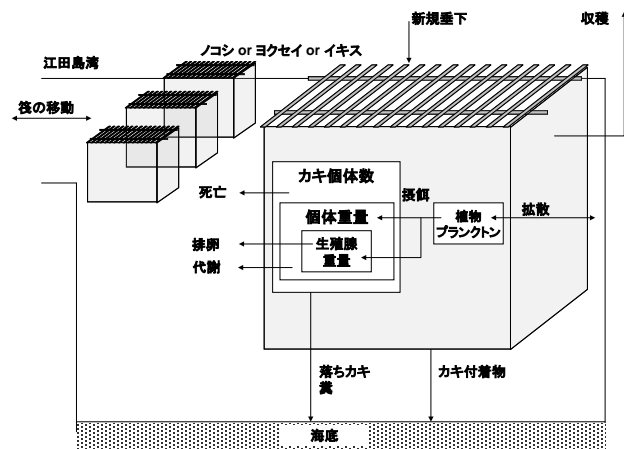 新規垂下
収穫
ノコシ or ヨクセイ or イキス
江田島湾
筏の移動
カキ個体数
死亡
摂餌
個体重量
植物
プランクトン
拡散
排卵
生殖腺
重量
代謝
落ちカキ
糞
カキ付着物
海底